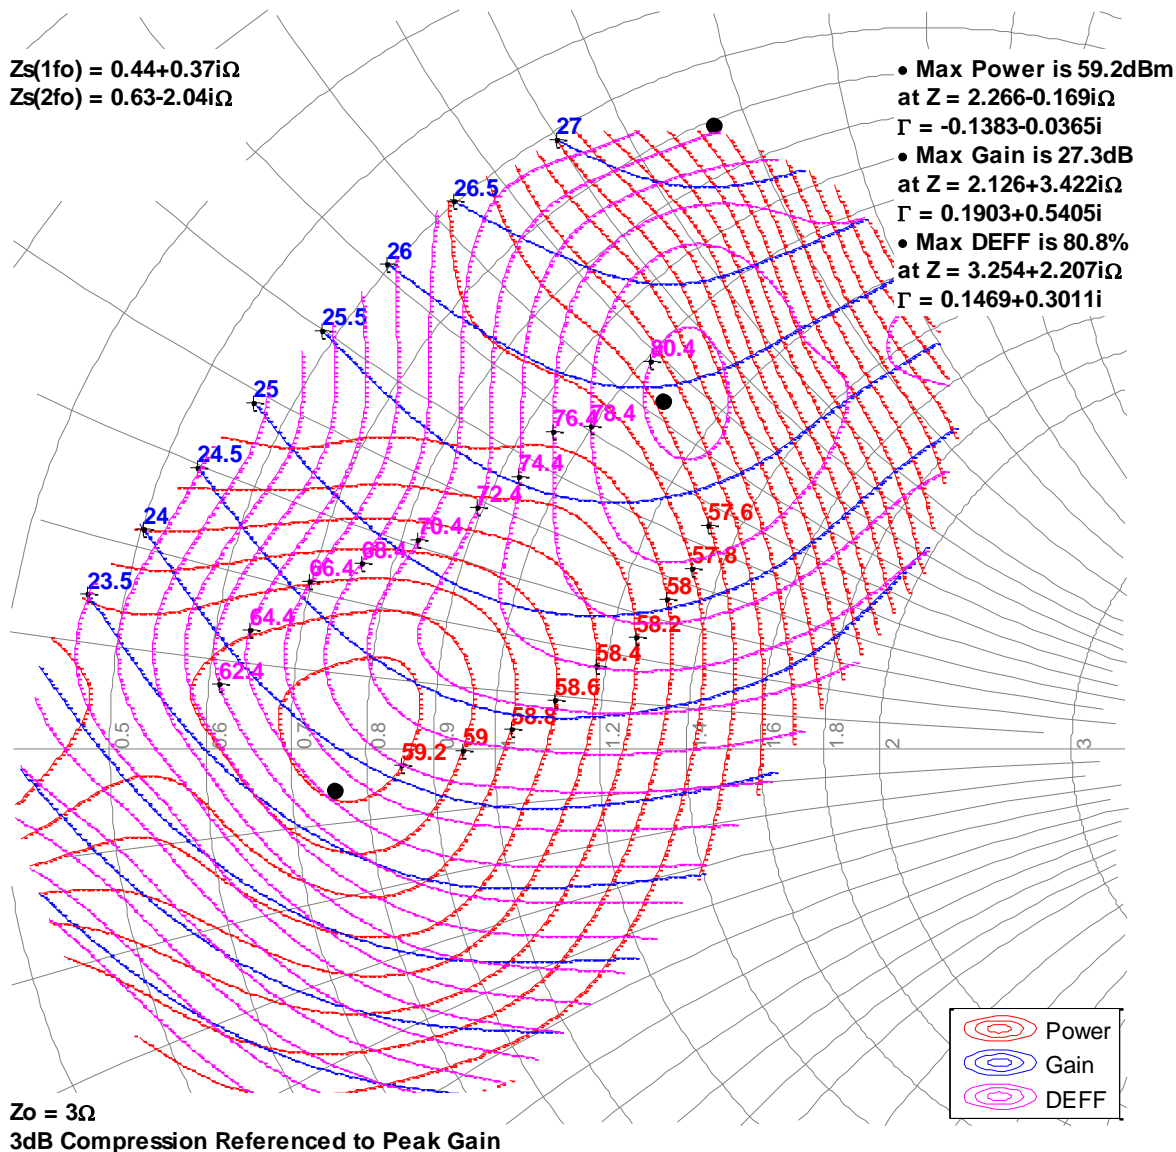 Zs(1fo) = 0.44+0.37iΩ
Zs(2fo) = 0.63-2.04iΩ
• Max Power is 59.2dBm
at Z = 2.266-0.169iΩ
Γ = -0.1383-0.0365i
• Max Gain is 27.3dB
at Z = 2.126+3.422iΩ
Γ = 0.1903+0.5405i
• Max DEFF is 80.8%
at Z = 3.254+2.207iΩ
Γ = 0.1469+0.3011i
27
26.5
26
25.5
25
24.5
24
23.5
80.4
78.4
76.4
74.4
72.4
70.4
68.4
66.4
64.4
62.4
57.6
57.8
58
58.2
58.4
58.6
58.8
59
59.2
0.5
0.6
0.7
0.8
0.9
1.2
1.4
1.6
1.8
2
3
Power
Gain
DEFF
Zo = 3Ω
3dB Compression Referenced to Peak Gain